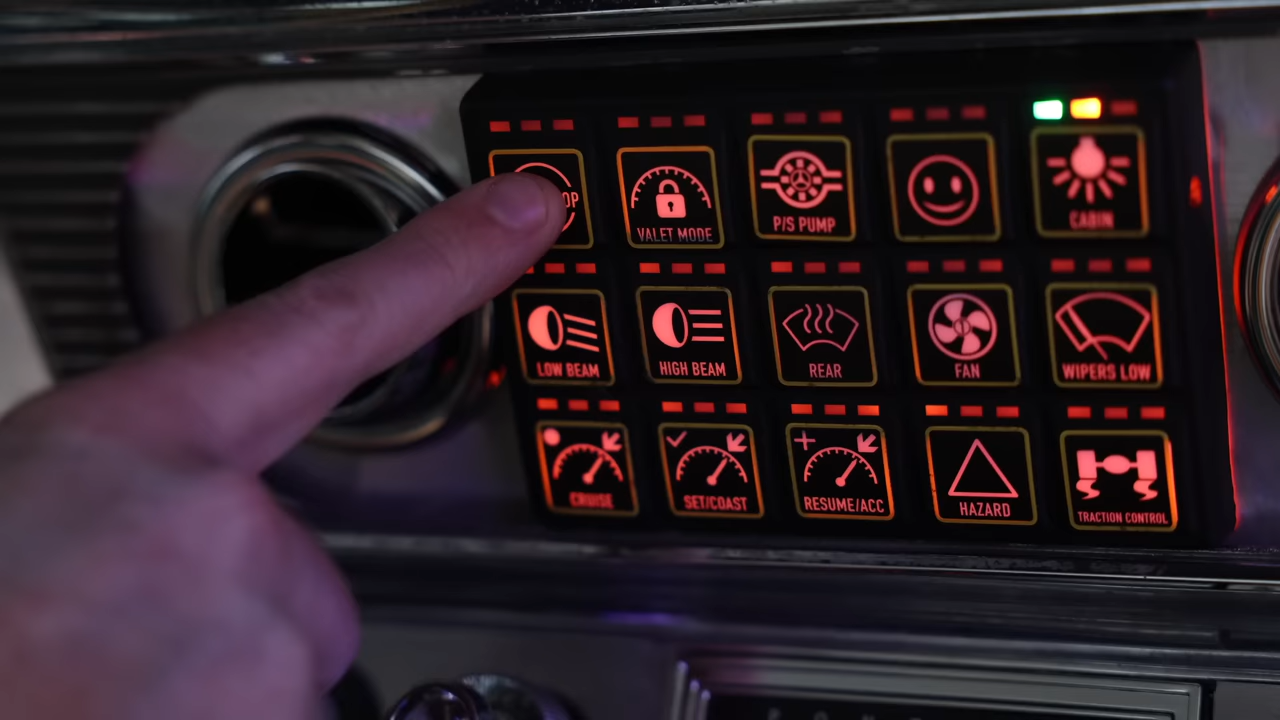 OP
VALET MODE
P/S PUMP
CABIN
LOW BEAM
HIGH BEAM
REAR
FAN
WIPERS LOW
CRUISE
SET/COAST
RESUME/ACC
HAZARD
TRACTION CONTROL